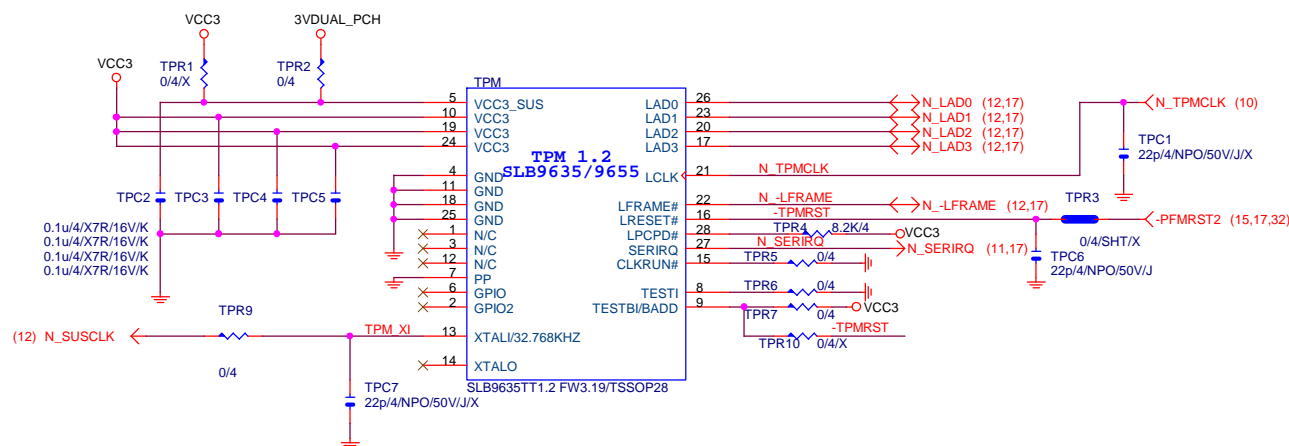 VCC3
3VDUAL_PCH
VCC3
TPR1
0/4/X
TPR2
0/4
TPM
5
10
19
24
VCC3_SUS
VCC3
VCC3
VCC3
4
11
18
25
GND
GND
GND
GND
1
3
12
N/C
N/C
N/C
7
PP
6
GPIO
2
GPIO2
13
XTALI/32.768KHZ
14
XTALO
TPM 1.2
SLB9635/9655
LAD0
LAD1
LAD2
LAD3
26
23
20
17
N_LAD0 (12,17)
N_LAD1 (12,17)
N_LAD2 (12,17)
N_LAD3 (12,17)
LCLK
21
N_TPMCLK
N_TPMCLK (10)
TPC1
22p/4/NPO/50V/J/X
LFRAME#
22
N_-LFRAME (12,17)
LRESET#
16
-TPMRST
TPR3
0/4/SHT/X
-PFMRST2 (15,17,32)
LPCPD#
28
TPR4
8.2K/4
VCC3
SERIRQ
27
N_SERIRQ
N_SERIRQ (11,17)
CLKRUN#
15
TPR5
0/4
TPC6
22p/4/NPO/50V/J
TESTI
8
TPR6
0/4
TESTBI/BADD
9
TPR7
0/4
VCC3
TPR10
0/4/X
-TPMRST
TPC2
TPC3
TPC4
TPC5
0.1u/4/X7R/16V/K
0.1u/4/X7R/16V/K
0.1u/4/X7R/16V/K
0.1u/4/X7R/16V/K
TPR9
0/4
(12) N_SUSCLK
TPM_XI
TPC7
22p/4/NPO/50V/J/X
SLB9635TT1.2 FW3.19/TSSOP28